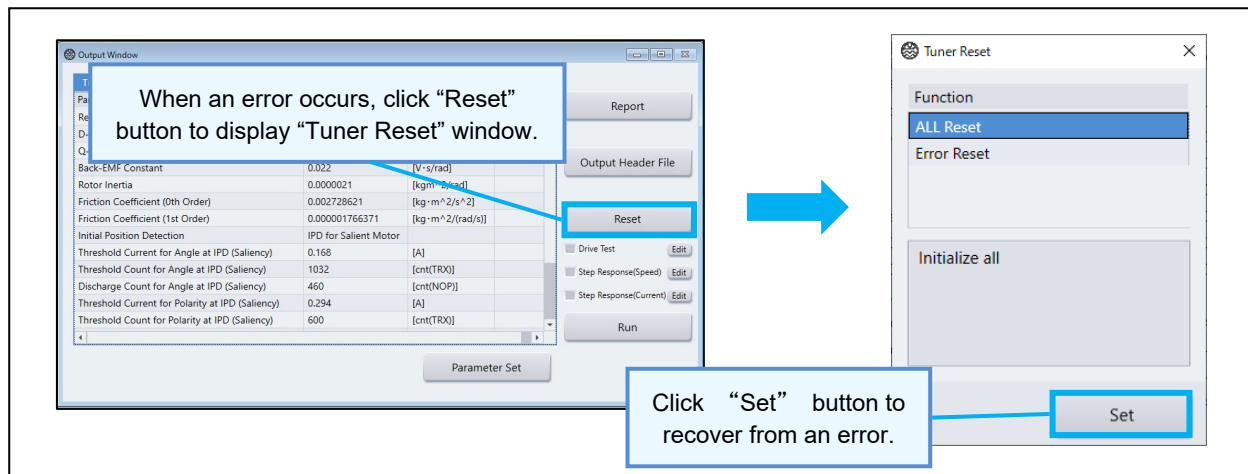 Output Window
When an error occurs, click “Reset”
button to display “Tuner Reset” window.
Back-EMF Constant 0.022 [V·s/rad]
Rotor Inertia 0.0000021 [kgm^2/rad]
Friction Coefficient (0th Order) 0.002728621 [kg·m^2/s^2]
Friction Coefficient (1st Order) 0.000001766371 [kg·m^2/(rad/s)]
Initial Position Detection IPD for Salient Motor
Threshold Current for Angle at IPD (Saliency) 0.168 [A]
Threshold Count for Angle at IPD (Saliency) 1032 [cnt(TRX)]
Discharge Count for Angle at IPD (Saliency) 460 [cnt(NOP)]
Threshold Current for Polarity at IPD (Saliency) 0.294 [A]
Threshold Count for Polarity at IPD (Saliency) 600 [cnt(TRX)]
Report
Output Header File
Reset
Drive Test Edit
Step Response(Speed) Edit
Step Response(Current) Edit
Run
Parameter Set
Tuner Reset
Function
ALL Reset
Error Reset
Initialize all
Set
Click “Set” button to
recover from an error.